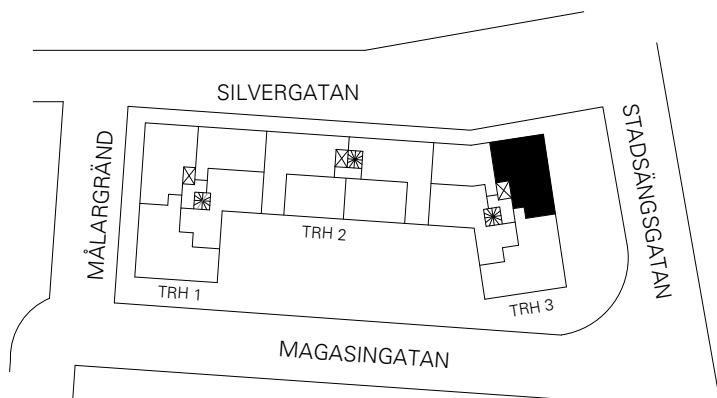 SILVERGATAN
STADSÄNGSGATAN
MÅLARGRÄND
TRH 2
TRH 1
TRH 3
MAGASINGATAN